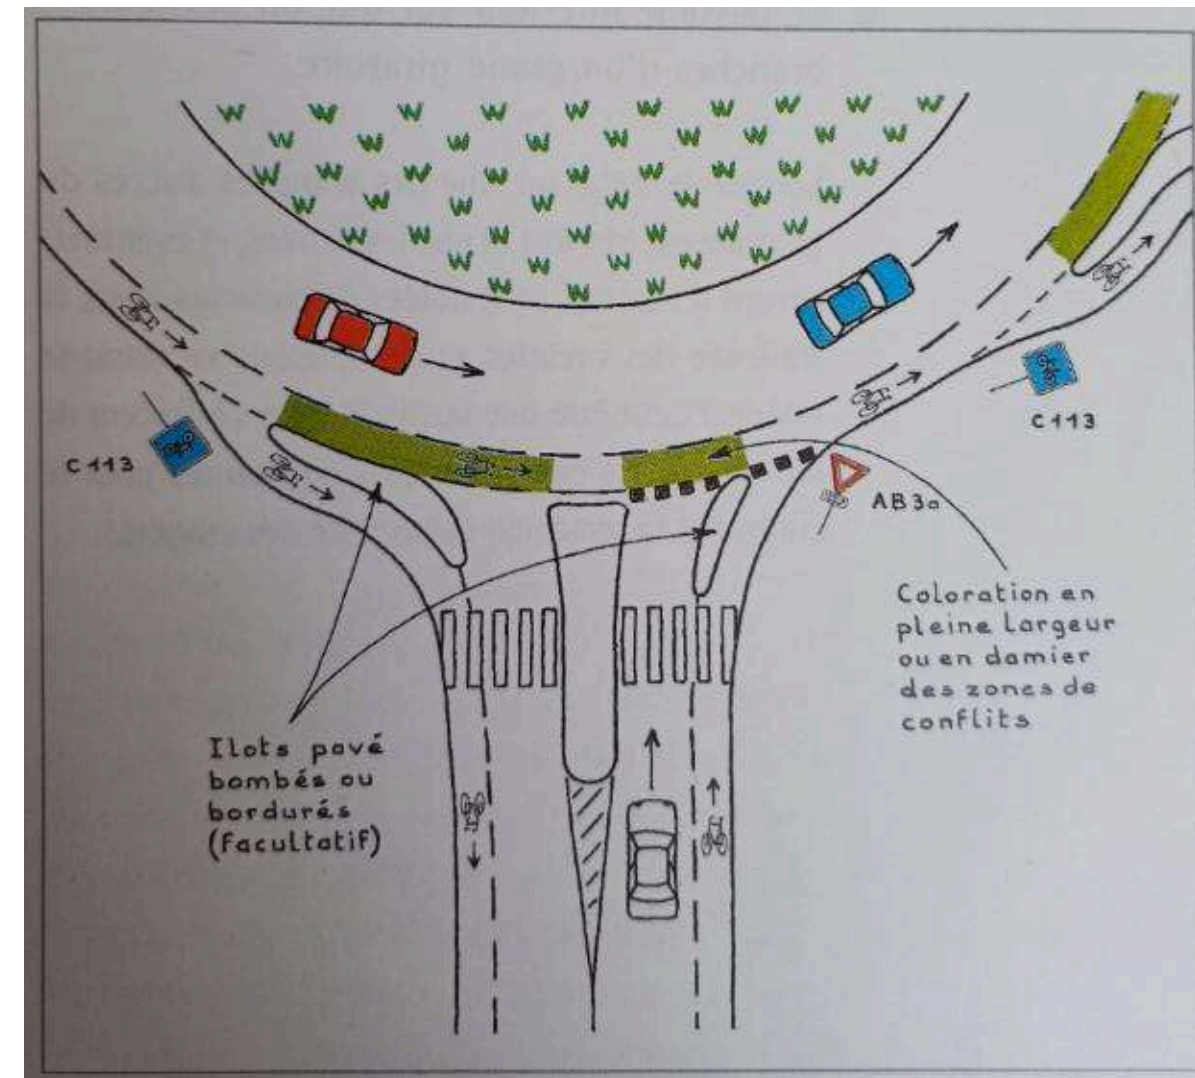 C113
C113
AB3a
Coloration en
pleine largeur
ou en damier
des zones de
conflits
Ilots pavé
bombés ou
bordurés
(facultatif)